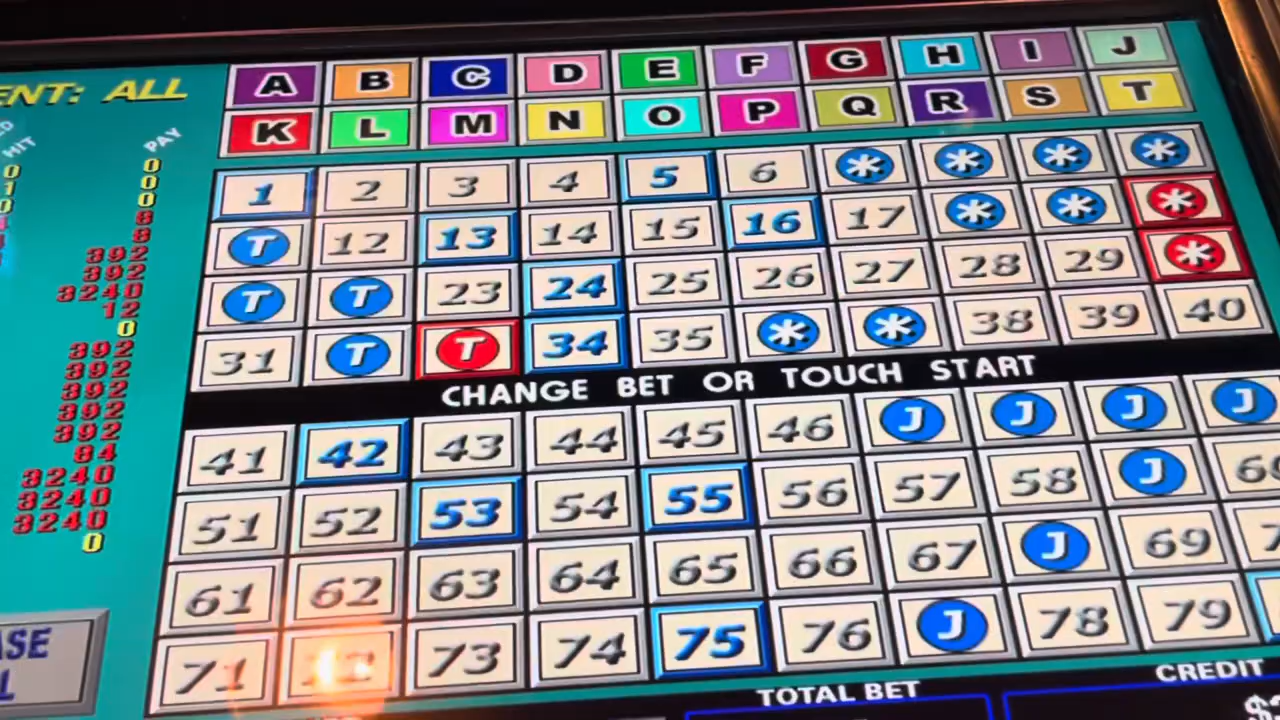 ENT: ALL
HIT PAY
A B C D E F G H I J
K L M N O P Q R S T
0 0
1 0
0 0
8
8
392
392
3240
12
0
392
392
392
392
392
84
3240
3240
3240
0
1 2 3 4 5 6 * * * *
T 12 13 14 15 16 17 * * *
T T 23 24 25 26 27 28 29 *
31 T T 34 35 * * 38 39 40
CHANGE BET OR TOUCH START
41 42 43 44 45 46 J J J J
51 52 53 54 55 56 57 58 J
61 62 63 64 65 66 67 J 69
71 73 74 75 76 J 78 79
ASE
L
TOTAL BET
CREDIT
$